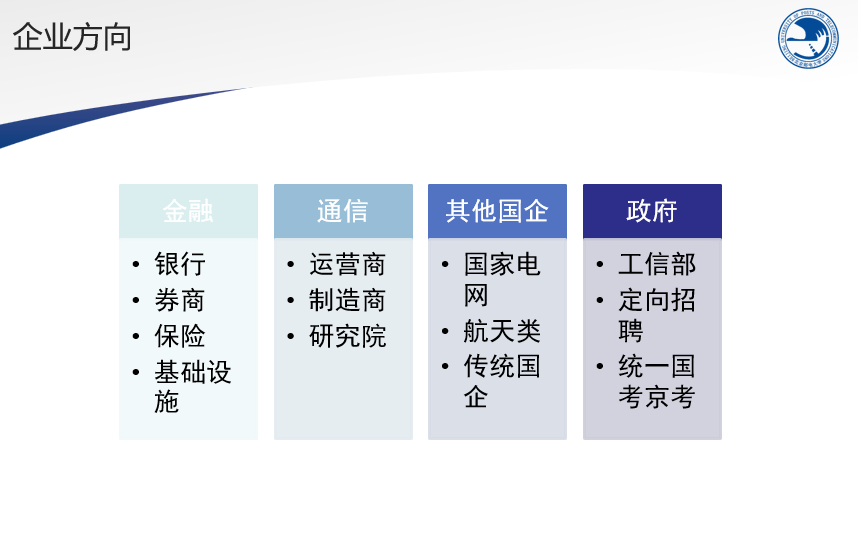 企业方向
金融
• 银行
• 券商
• 保险
• 基础设
施
通信
• 运营商
• 制造商
• 研究院
其他国企
• 国家电
网
• 航天类
• 传统国
企
政府
• 工信部
• 定向招
聘
• 统一国
考京考